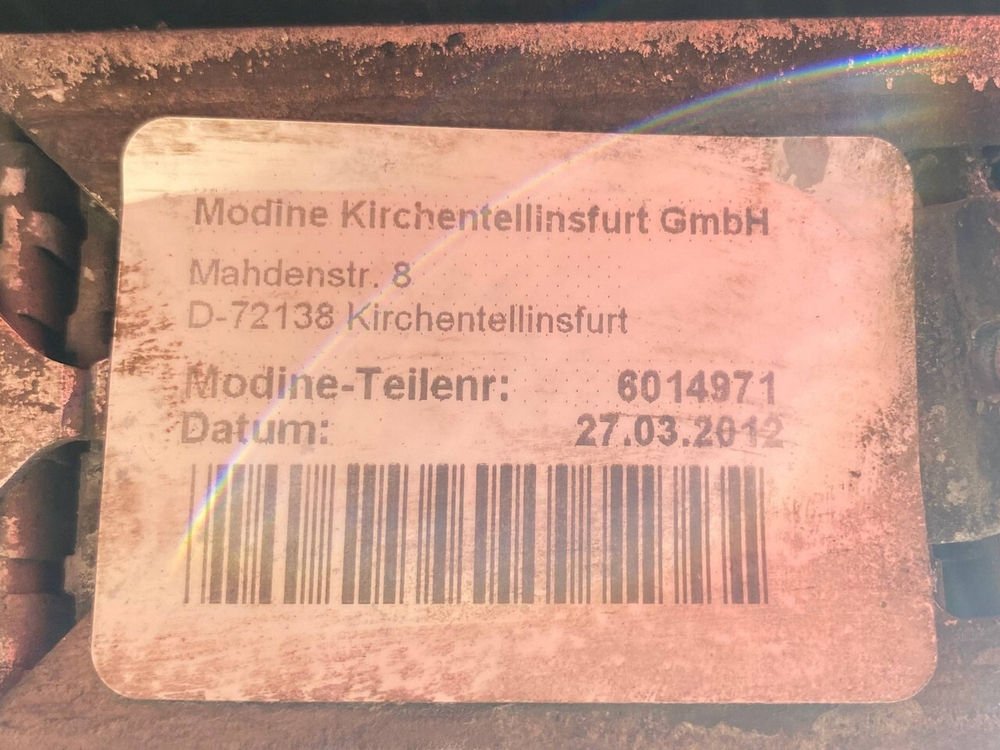 Modine Kirchentellinsfurt GmbH
Mahdenstr. 8
D-72138 Kirchentellinsfurt
Modine-Teilenr: 6014971
Datum: 27.03.2012